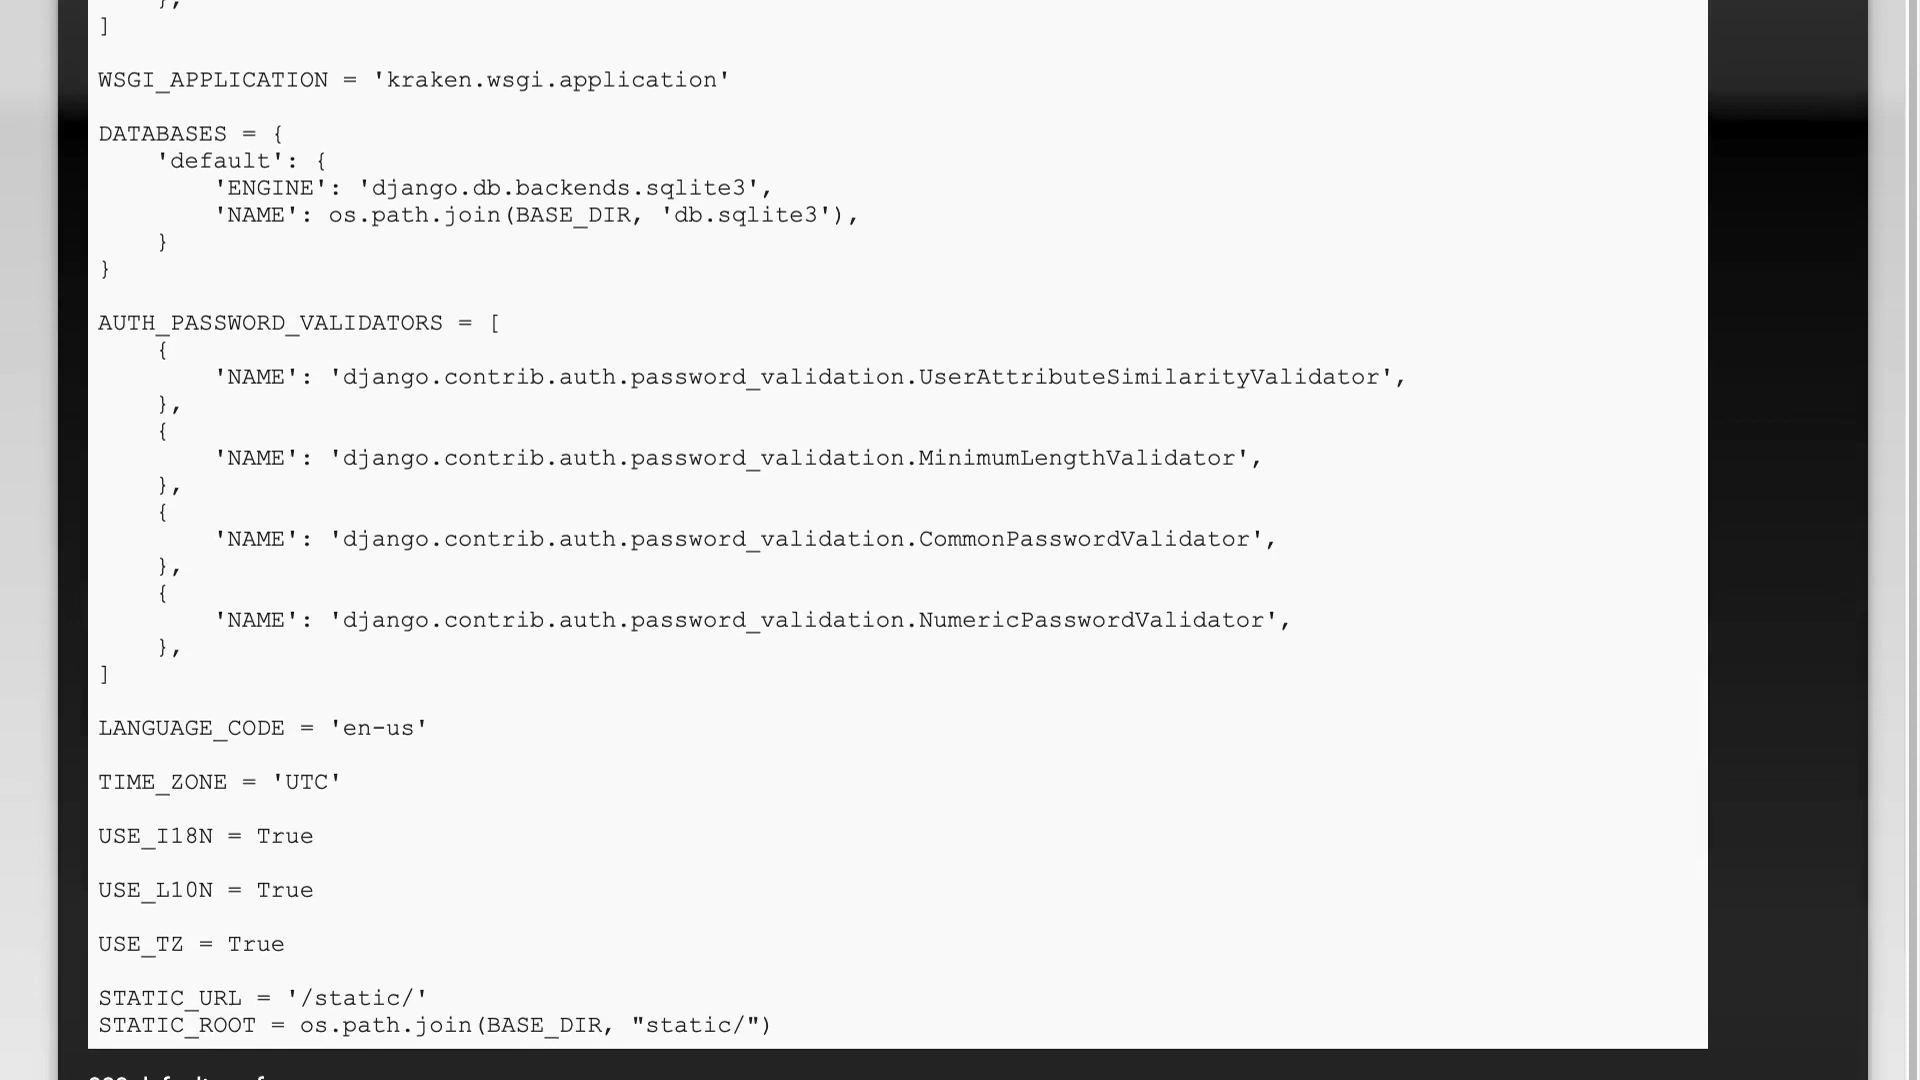 },
]
WSGI_APPLICATION = 'kraken.wsgi.application'
DATABASES = {
    'default': {
        'ENGINE': 'django.db.backends.sqlite3',
        'NAME': os.path.join(BASE_DIR, 'db.sqlite3'),
    }
}
AUTH_PASSWORD_VALIDATORS = [
    {
        'NAME': 'django.contrib.auth.password_validation.UserAttributeSimilarityValidator',
    },
    {
        'NAME': 'django.contrib.auth.password_validation.MinimumLengthValidator',
    },
    {
        'NAME': 'django.contrib.auth.password_validation.CommonPasswordValidator',
    },
    {
        'NAME': 'django.contrib.auth.password_validation.NumericPasswordValidator',
    },
]
LANGUAGE_CODE = 'en-us'
TIME_ZONE = 'UTC'
USE_I18N = True
USE_L10N = True
USE_TZ = True
STATIC_URL = '/static/'
STATIC_ROOT = os.path.join(BASE_DIR, "static/")